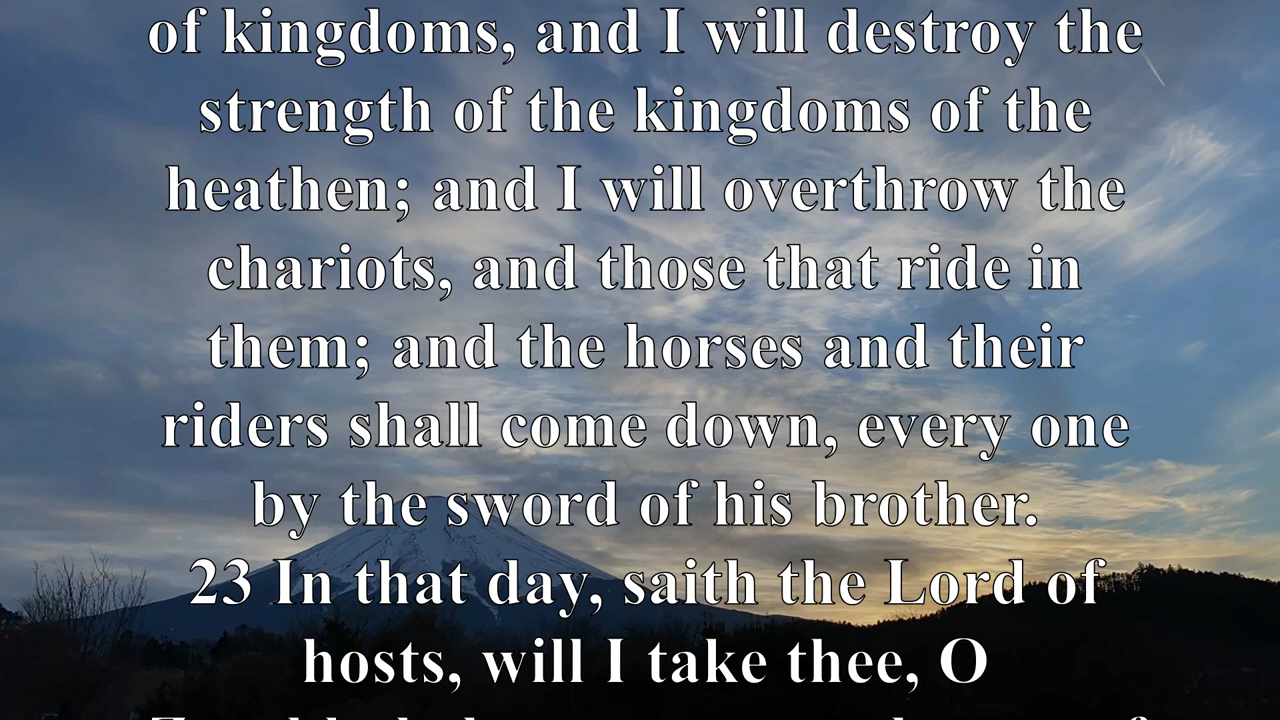 of kingdoms, and I will destroy the
strength of the kingdoms of the
heathen; and I will overthrow the
chariots, and those that ride in
them; and the horses and their
riders shall come down, every one
by the sword of his brother.
23 In that day, saith the Lord of
hosts, will I take thee, O